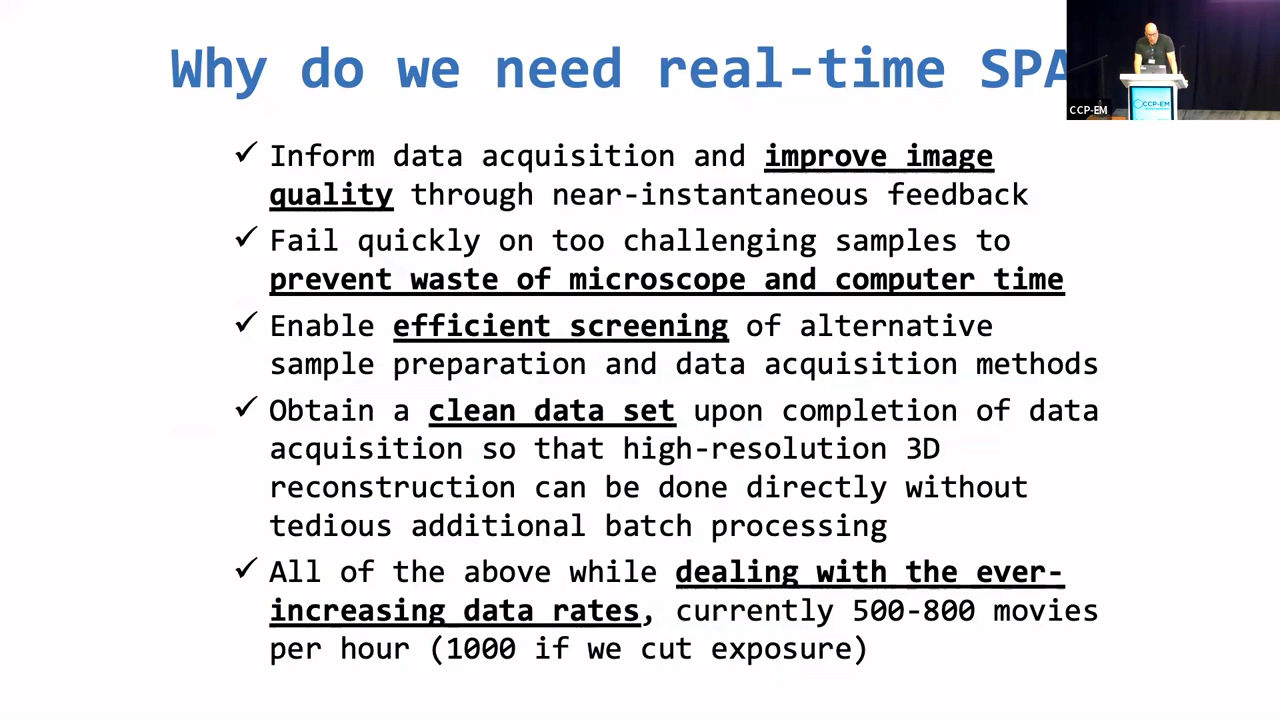 Why do we need real-time SPA
CCP-EM
CCP-EM
✓ Inform data acquisition and improve image
quality through near-instantaneous feedback
✓ Fail quickly on too challenging samples to
prevent waste of microscope and computer time
✓ Enable efficient screening of alternative
sample preparation and data acquisition methods
✓ Obtain a clean data set upon completion of data
acquisition so that high-resolution 3D
reconstruction can be done directly without
tedious additional batch processing
✓ All of the above while dealing with the ever-
increasing data rates, currently 500-800 movies
per hour (1000 if we cut exposure)